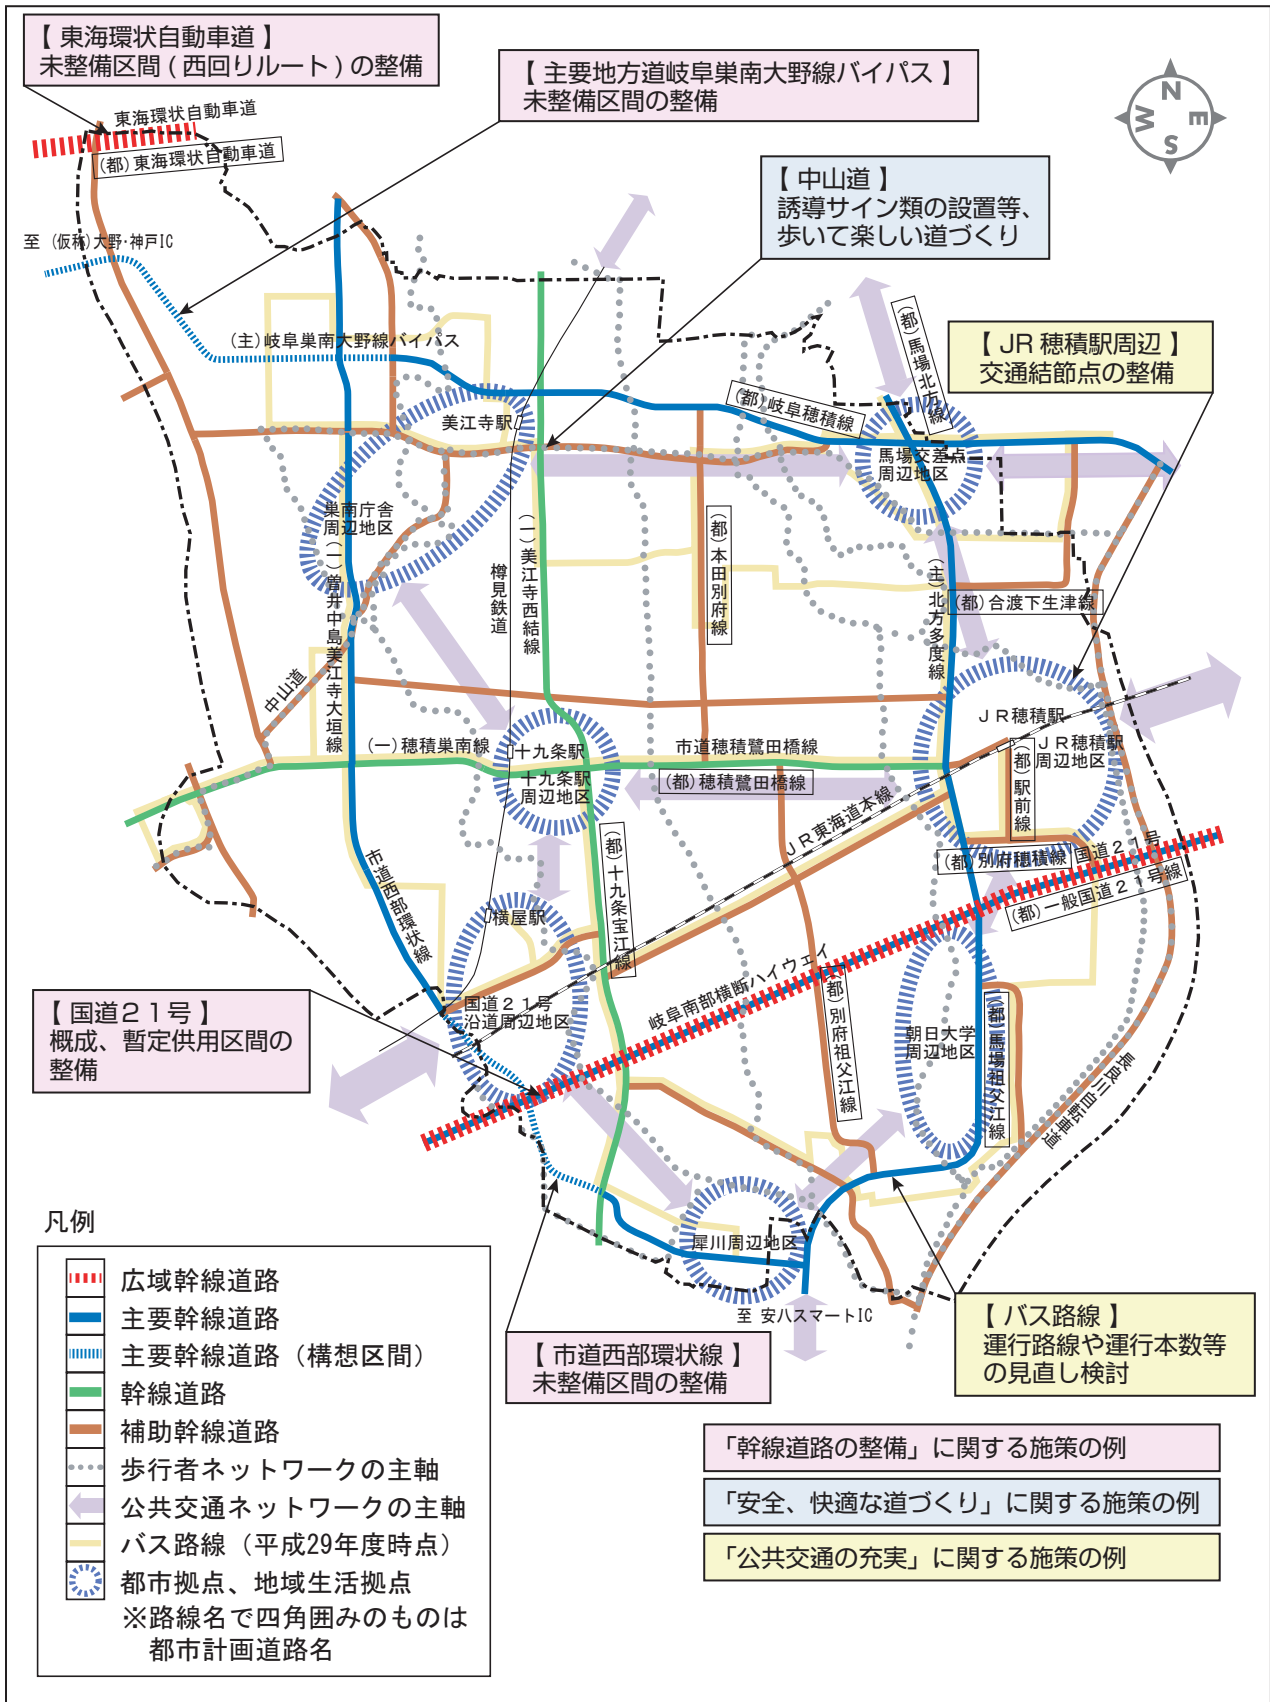 【 東海環状自動車道 】
未整備区間 ( 西回りルート ) の整備
【 主要地方道岐阜巣南大野線バイパス 】
未整備区間の整備
N
E
S
W
東海環状自動車道
(都)東海環状自動車道
【 中山道 】
誘導サイン類の設置等、
歩いて楽しい道づくり
至 (仮称)大野・神戸IC
(主)岐阜巣南大野線バイパス
(都)馬場北方線
【 JR 穂積駅周辺 】
交通結節点の整備
(都)岐阜穂積線
美江寺駅
馬場交差点
周辺地区
巣南庁舎
周辺地区
(一)美江寺西結線
(都)本田別府線
(一)曽井中島美江寺大垣線
樽見鉄道
(主)北方多度線
(都)合渡下生津線
中山道
JR穂積駅
JR穂積駅
周辺地区
(一)穂積巣南線
市道穂積鷺田橋線
十九条駅
十九条駅
周辺地区
(都)穂積鷺田橋線
(都)駅前線
JR東海道本線
(都)十九条宝江線
市道西部環状線
(都)別府穂積線
国道21号
(都)一般国道21号線
横屋駅
岐阜南部横断ハイウェイ
(都)別府祖父江線
【 国道21号 】
概成、暫定供用区間の
整備
国道21号
沿道周辺地区
朝日大学
周辺地区
(都)馬場祖父江線
長良川自転車道
犀川周辺地区
至 安八スマートIC
【 市道西部環状線 】
未整備区間の整備
【 バス路線 】
運行路線や運行本数等
の見直し検討
凡例
広域幹線道路
主要幹線道路
主要幹線道路（構想区間）
幹線道路
補助幹線道路
歩行者ネットワークの主軸
公共交通ネットワークの主軸
バス路線（平成29年度時点）
都市拠点、地域生活拠点
※路線名で四角囲みのものは
都市計画道路名
「幹線道路の整備」に関する施策の例
「安全、快適な道づくり」に関する施策の例
「公共交通の充実」に関する施策の例